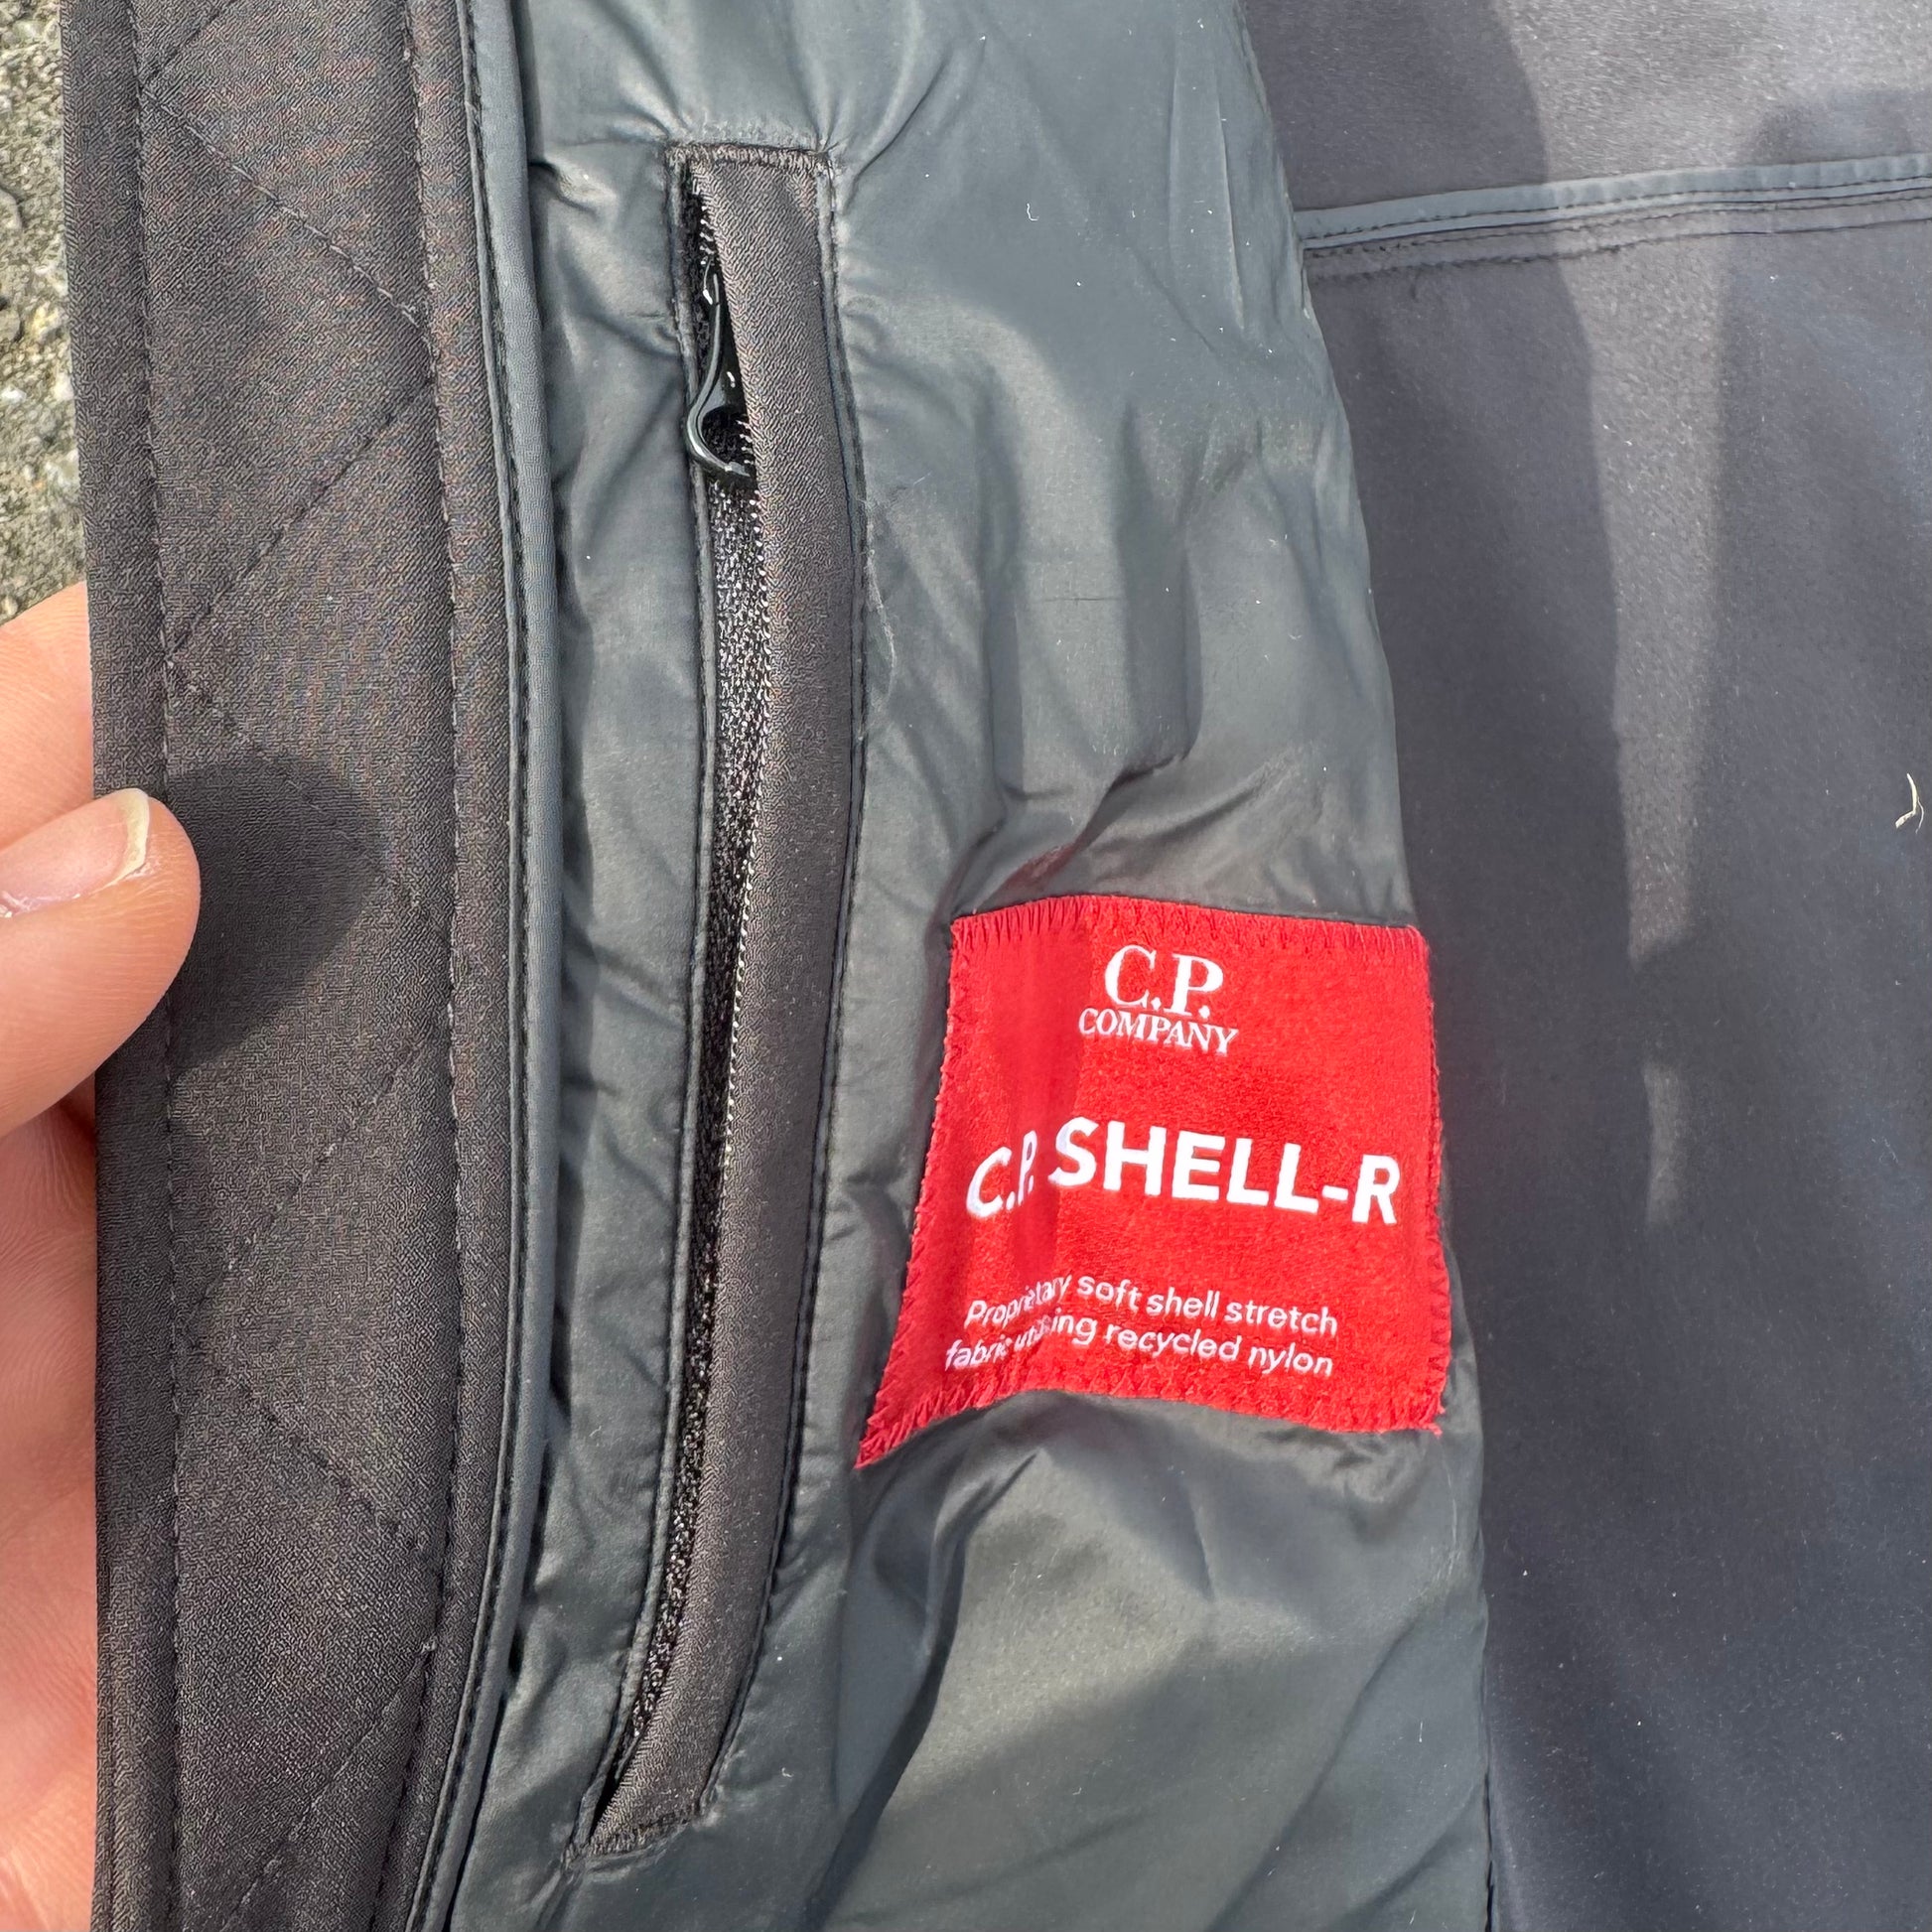 C.P.
COMPANY
C.P. SHELL-R
Proprietary soft shell stretch
fabric utilising recycled nylon